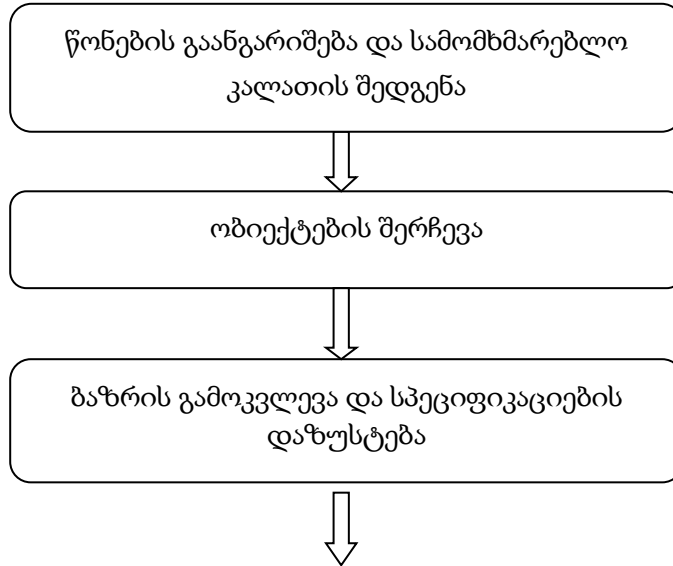 წონების გაანგარიშება და სამომხმარებლო
კალათის შედგენა
ობიექტების შერჩევა
ბაზრის გამოკვლევა და სპეციფიკაციების
დაზუსტება